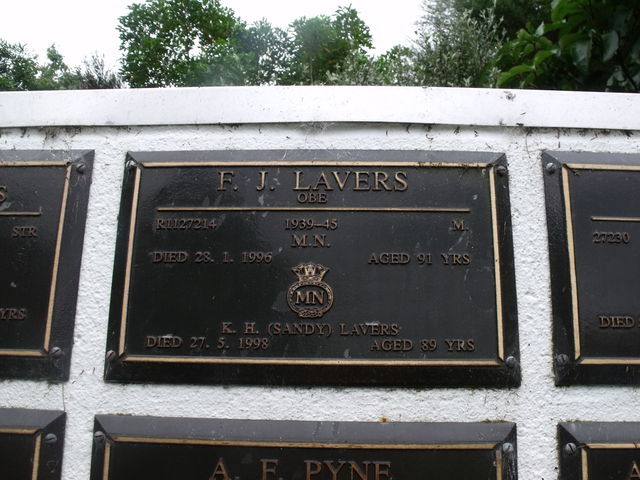 F. J. LAVERS
OBE
R1127214 1939–45 M.
M.N.
DIED 28. 1. 1996 AGED 91 YRS
MN
K. H. (SANDY) LAVERS
DIED 27. 5. 1998 AGED 89 YRS
S
STR
YRS
27230
DIED
A. F. PYNE
A